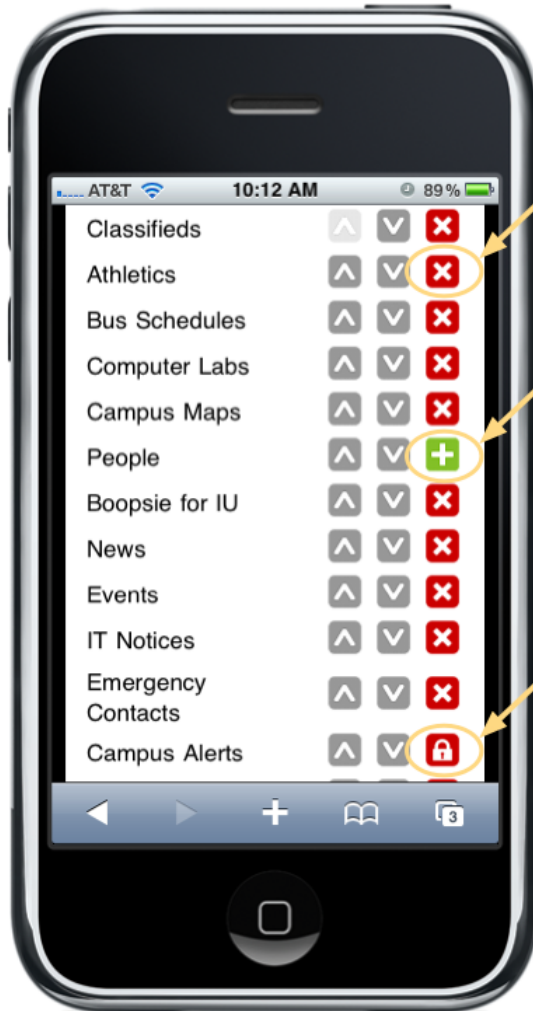 AT&T 10:12 AM 89%
Classifieds
Athletics
Bus Schedules
Computer Labs
Campus Maps
People
Boopsie for IU
News
Events
IT Notices
Emergency
Contacts
Campus Alerts
3